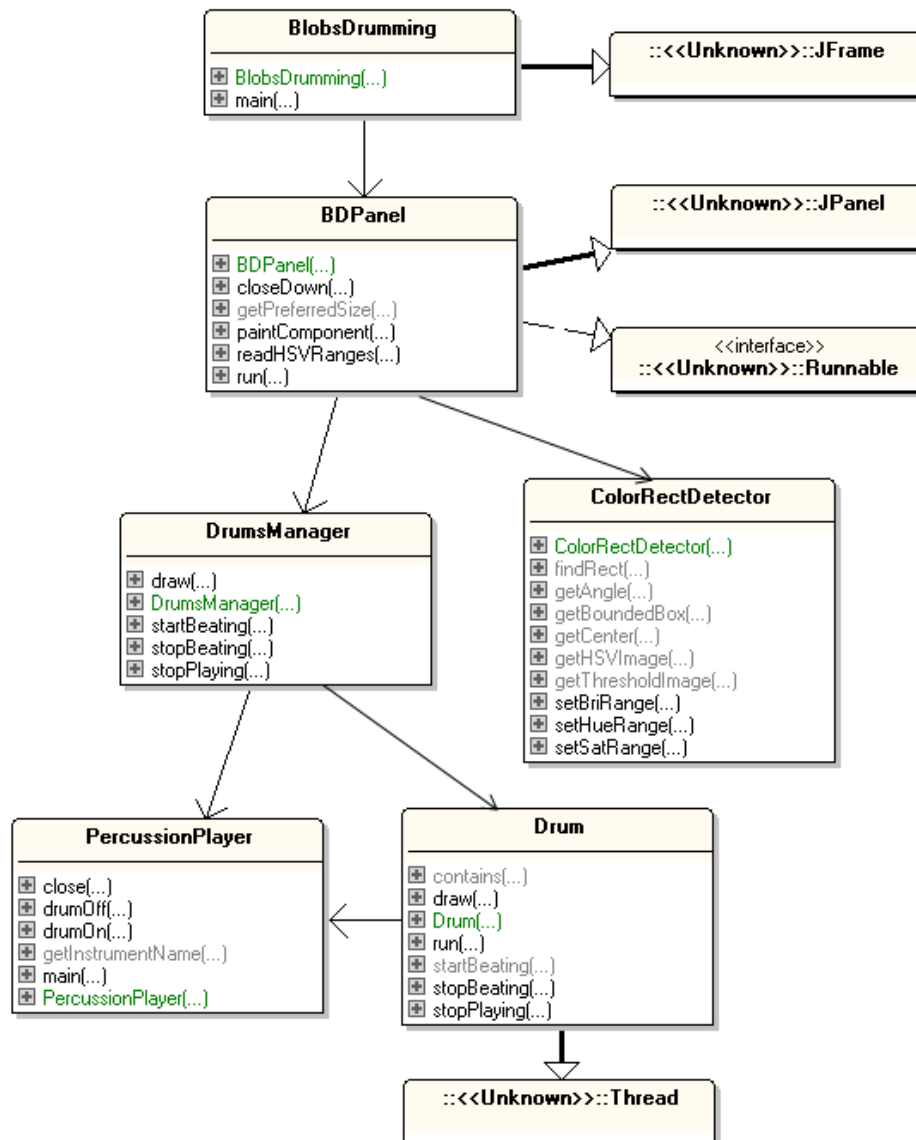 BlobsDrumming
BlobsDrumming(...)
main(...)
::<<Unknown>>::JFrame
BDPanel
BDPanel(...)
closeDown(...)
getPreferredSize(...)
paintComponent(...)
readHSVRanges(...)
run(...)
::<<Unknown>>::JPanel
<<interface>>
::<<Unknown>>::Runnable
DrumsManager
draw(...)
DrumsManager(...)
startBeating(...)
stopBeating(...)
stopPlaying(...)
ColorRectDetector
ColorRectDetector(...)
findRect(...)
getAngle(...)
getBoundedBox(...)
getCenter(...)
getHSVImage(...)
getThresholdImage(...)
setBriRange(...)
setHueRange(...)
setSatRange(...)
PercussionPlayer
close(...)
drumOff(...)
drumOn(...)
getInstrumentName(...)
main(...)
PercussionPlayer(...)
Drum
contains(...)
draw(...)
Drum(...)
run(...)
startBeating(...)
stopBeating(...)
stopPlaying(...)
::<<Unknown>>::Thread